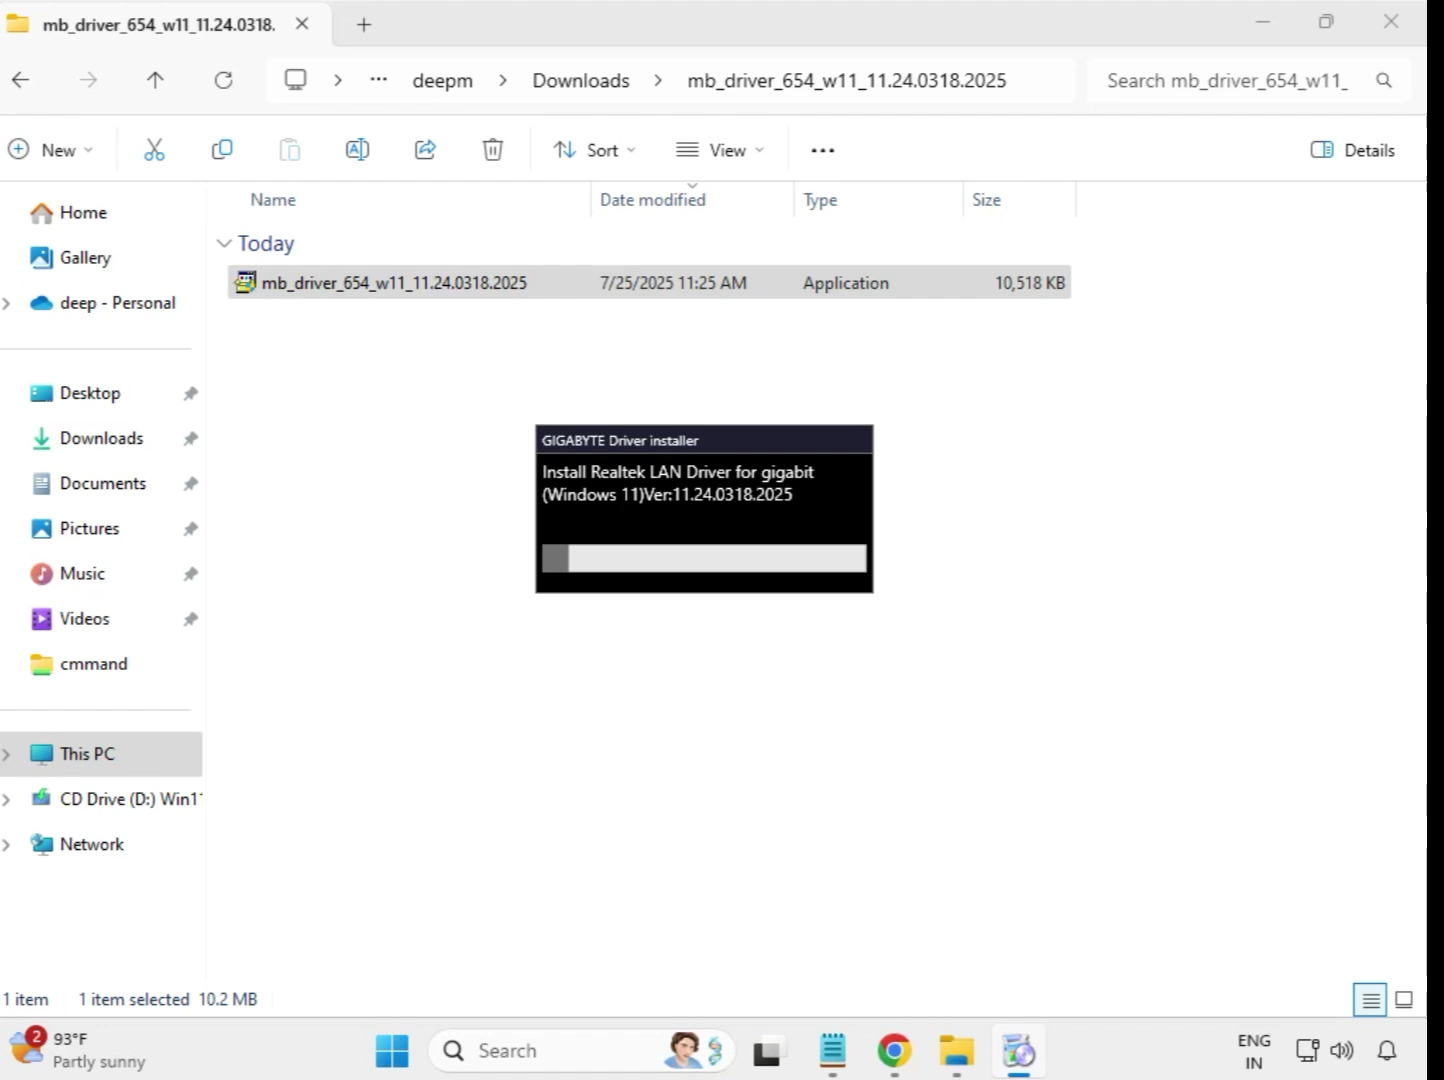 mb_driver_654_w11_11.24.0318.
deepm > Downloads > mb_driver_654_w11_11.24.0318.2025
Search mb_driver_654_w11_
New
Sort
View
Details
Name Date modified Type Size
Home
Gallery
deep - Personal
Today
mb_driver_654_w11_11.24.0318.2025 7/25/2025 11:25 AM Application 10,518 KB
Desktop
Downloads
Documents
Pictures
Music
Videos
cmmand
GIGABYTE Driver installer
Install Realtek LAN Driver for gigabit
(Windows 11)Ver:11.24.0318.2025
This PC
CD Drive (D:) Win1
Network
1 item 1 item selected 10.2 MB
2
93°F
Partly sunny
Search
ENG
IN